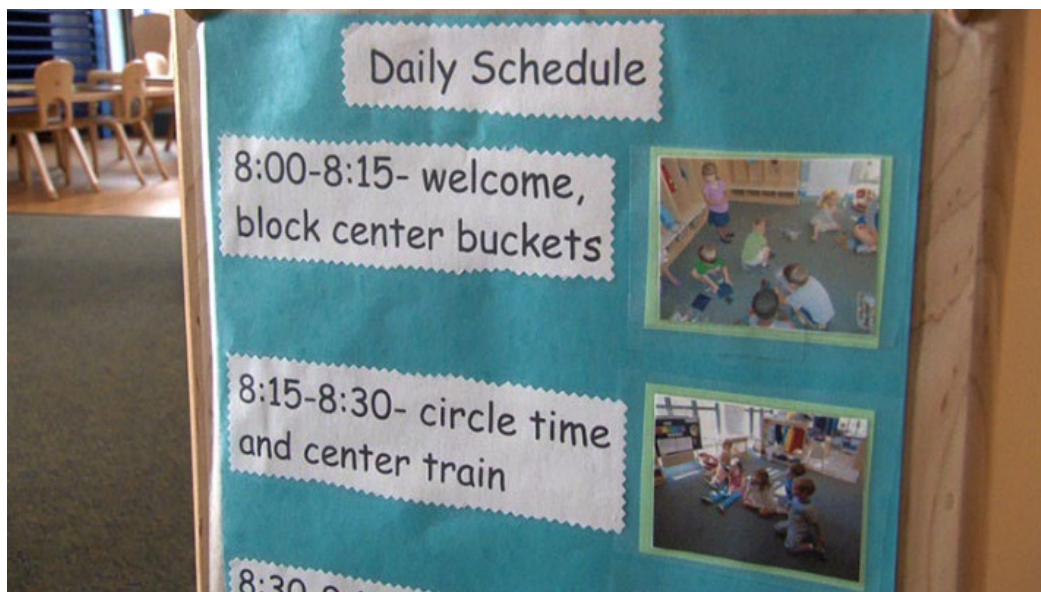 Daily Schedule
8:00-8:15- welcome,
block center buckets
8:15-8:30- circle time
and center train